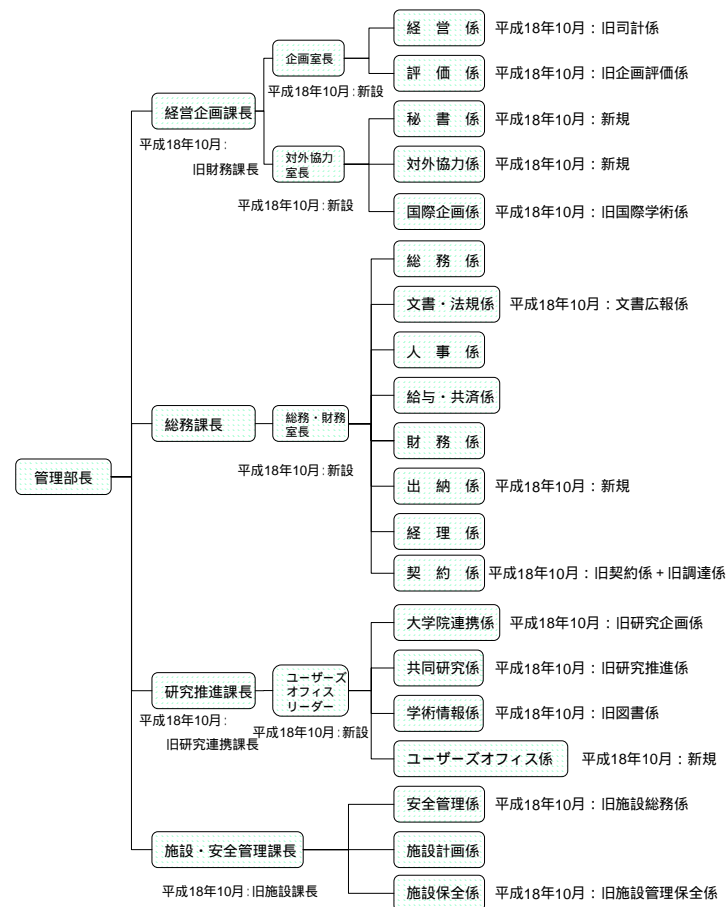 経 営 係 平成18年10月：旧司計係
企画室長
評 価 係 平成18年10月：旧企画評価係
平成18年10月：新設
経営企画課長
秘 書 係 平成18年10月：新規
平成18年10月：
旧財務課長
対外協力
室長
対外協力係 平成18年10月：新規
平成18年10月：新設
国際企画係 平成18年10月：旧国際学術係
総 務 係
文書・法規係 平成18年10月：文書広報係
人 事 係
給与・共済係
総務課長
総務・財務
室長
財 務 係
平成18年10月：新設
管理部長
出 納 係 平成18年10月：新規
経 理 係
契 約 係 平成18年10月：旧契約係＋旧調達係
大学院連携係 平成18年10月：旧研究企画係
共同研究係 平成18年10月：旧研究推進係
研究推進課長
ユーザーズ
オフィス
リーダー
学術情報係 平成18年10月：旧図書係
平成18年10月：
旧研究連携課長
平成18年10月：新設
ユーザーズオフィス係 平成18年10月：新規
安全管理係 平成18年10月：旧施設総務係
施設・安全管理課長
施設計画係
平成18年10月：旧施設課長
施設保全係 平成18年10月：旧施設管理保全係